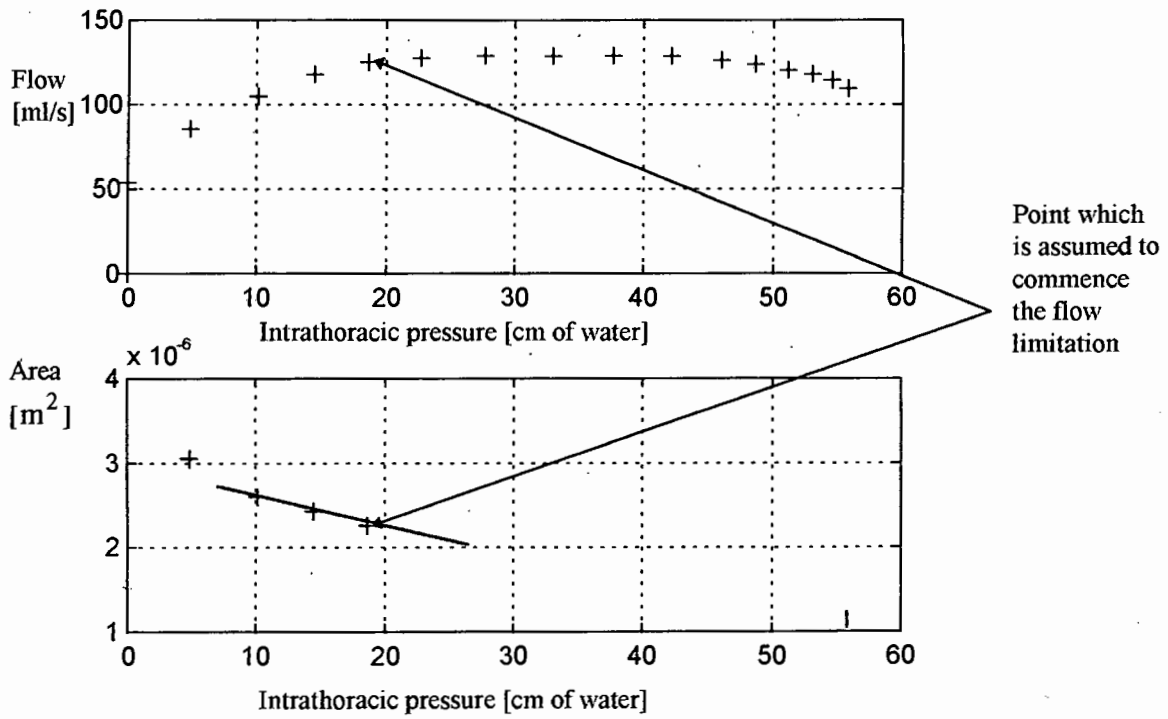 150
Flow
[ml/s]
100
50
0
0 10 20 30 40 50 60
Intrathoracic pressure [cm of water]
Point which
is assumed to
commence
the flow
limitation
x 10^-6
Area
[m^2]
4
3
2
1
0 10 20 30 40 50 60
Intrathoracic pressure [cm of water]